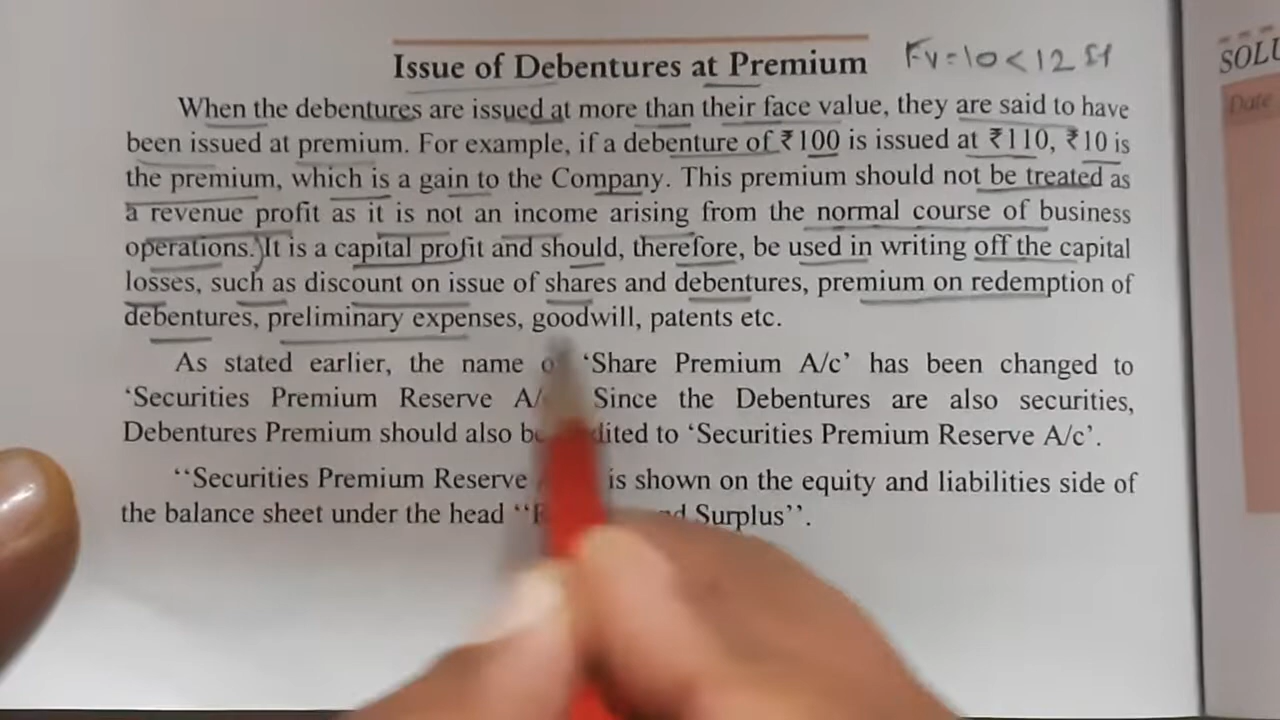 Issue of Debentures at Premium Fv=10<12
SOLU
Date
When the debentures are issued at more than their face value, they are said to have
been issued at premium. For example, if a debenture of ₹100 is issued at ₹110, ₹10 is
the premium, which is a gain to the Company. This premium should not be treated as
a revenue profit as it is not an income arising from the normal course of business
operations. It is a capital profit and should, therefore, be used in writing off the capital
losses, such as discount on issue of shares and debentures, premium on redemption of
debentures, preliminary expenses, goodwill, patents etc.
As stated earlier, the name ‘Share Premium A/c’ has been changed to
‘Securities Premium Reserve Since the Debentures are also securities,
Debentures Premium should also to ‘Securities Premium Reserve A/c’.
‘‘Securities Premium Reserve is shown on the equity and liabilities side of
the balance sheet under the head Surplus’’.